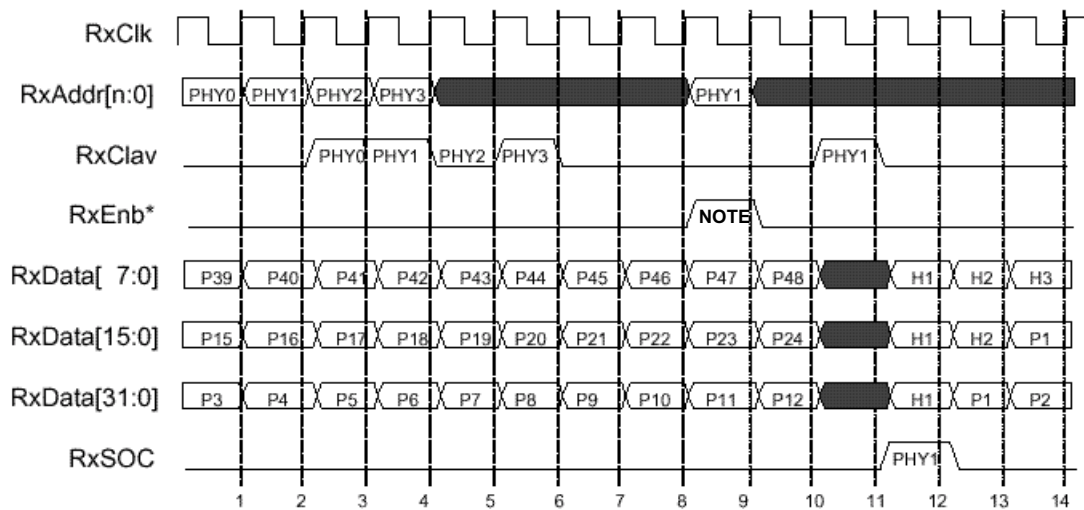 RxClk
RxAddr[n:0] PHY0 PHY1 PHY2 PHY3 PHY1
RxClav PHY0 PHY1 PHY2 PHY3 PHY1
RxEnb* NOTE
RxData[ 7:0] P39 P40 P41 P42 P43 P44 P45 P46 P47 P48 H1 H2 H3
RxData[15:0] P15 P16 P17 P18 P19 P20 P21 P22 P23 P24 H1 H2 P1
RxData[31:0] P3 P4 P5 P6 P7 P8 P9 P10 P11 P12 H1 P1 P2
RxSOC PHY1
1 2 3 4 5 6 7 8 9 10 11 12 13 14